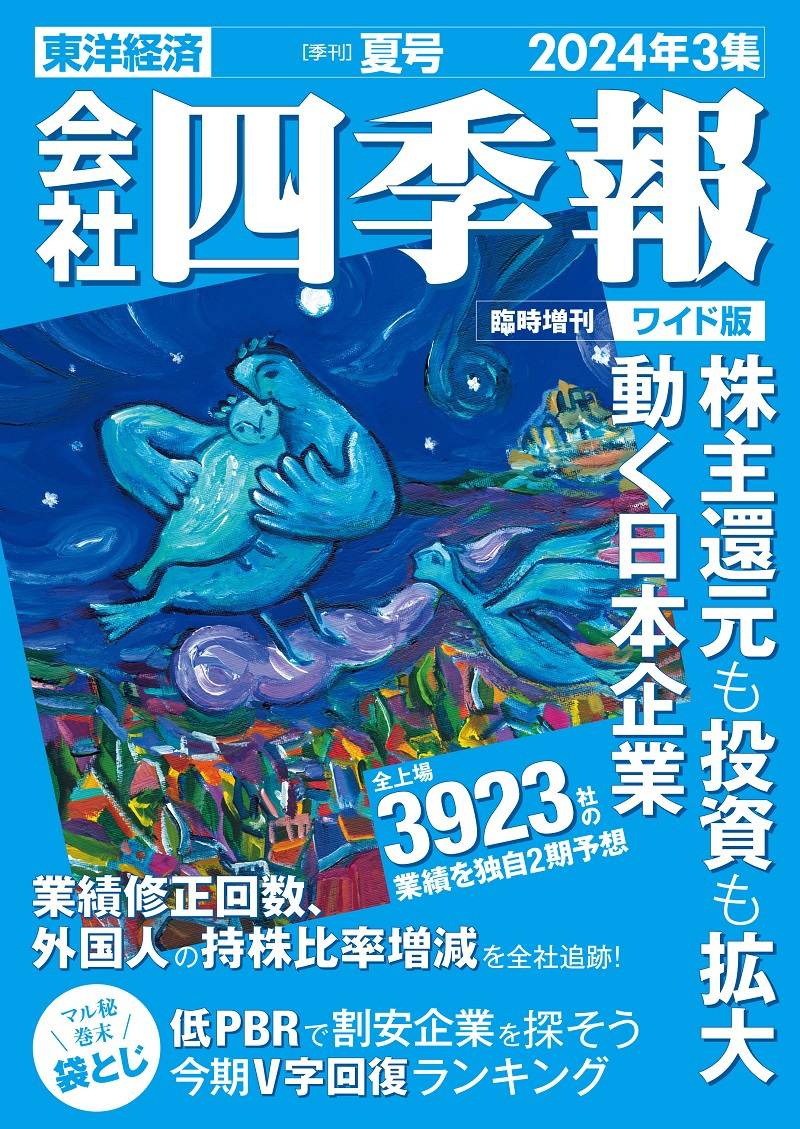 東洋経済
［季刊］夏号
2024年3集
会社
四季報
臨時増刊
ワイド版
株主還元も投資も拡大
動く日本企業
全上場
3923社の
業績を独自2期予想
業績修正回数、
外国人の持株比率増減を全社追跡！
マル秘
巻末
袋とじ
低PBRで割安企業を探そう
今期V字回復ランキング